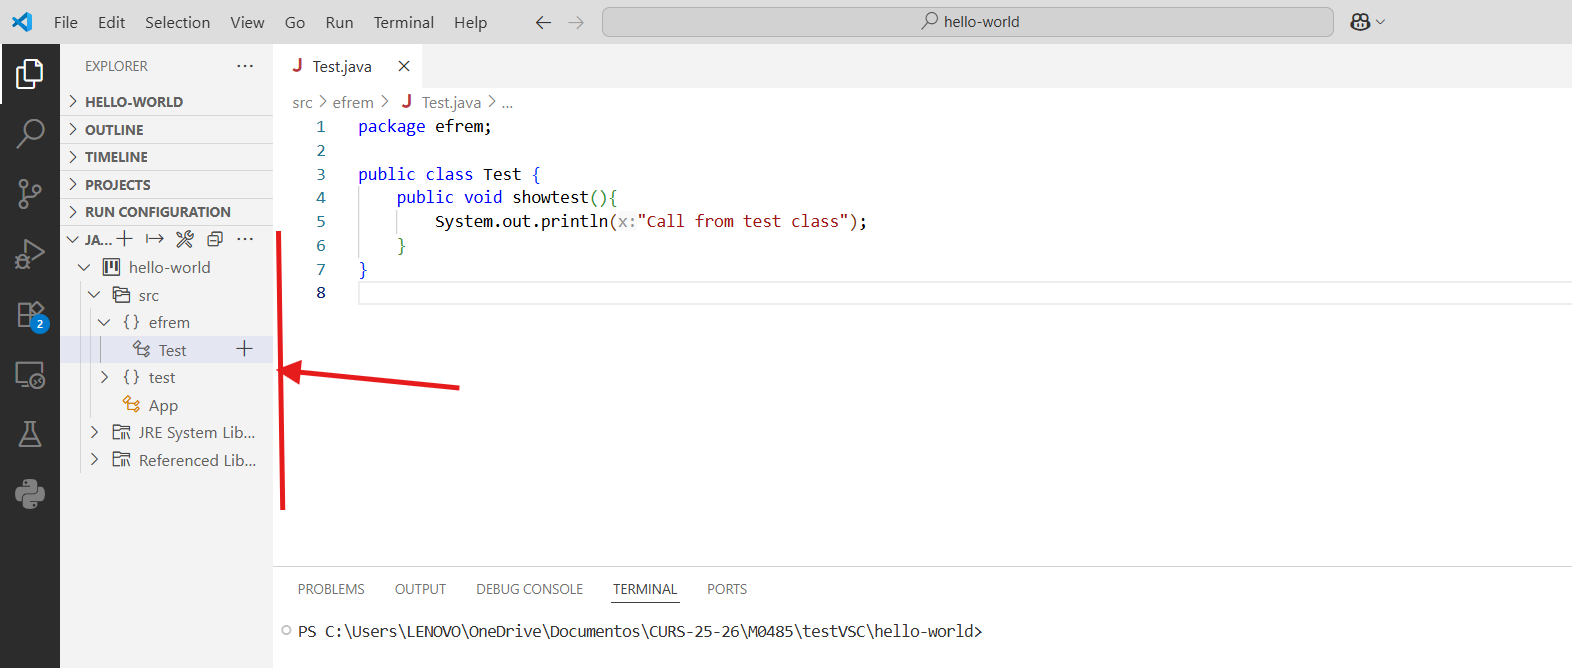 File Edit Selection View Go Run Terminal Help
hello-world
EXPLORER
HELLO-WORLD
OUTLINE
TIMELINE
PROJECTS
RUN CONFIGURATION
JA...
hello-world
src
{} efrem
Test
{} test
App
JRE System Lib...
Referenced Lib...
2
J Test.java
src > efrem > J Test.java > ...
1 package efrem;
2
3 public class Test {
4 public void showtest(){
5 System.out.println(x:"Call from test class");
6 }
7 }
8
PROBLEMS OUTPUT DEBUG CONSOLE TERMINAL PORTS
PS C:\Users\LENOVO\OneDrive\Documentos\CURS-25-26\M0485\testVSC\hello-world>